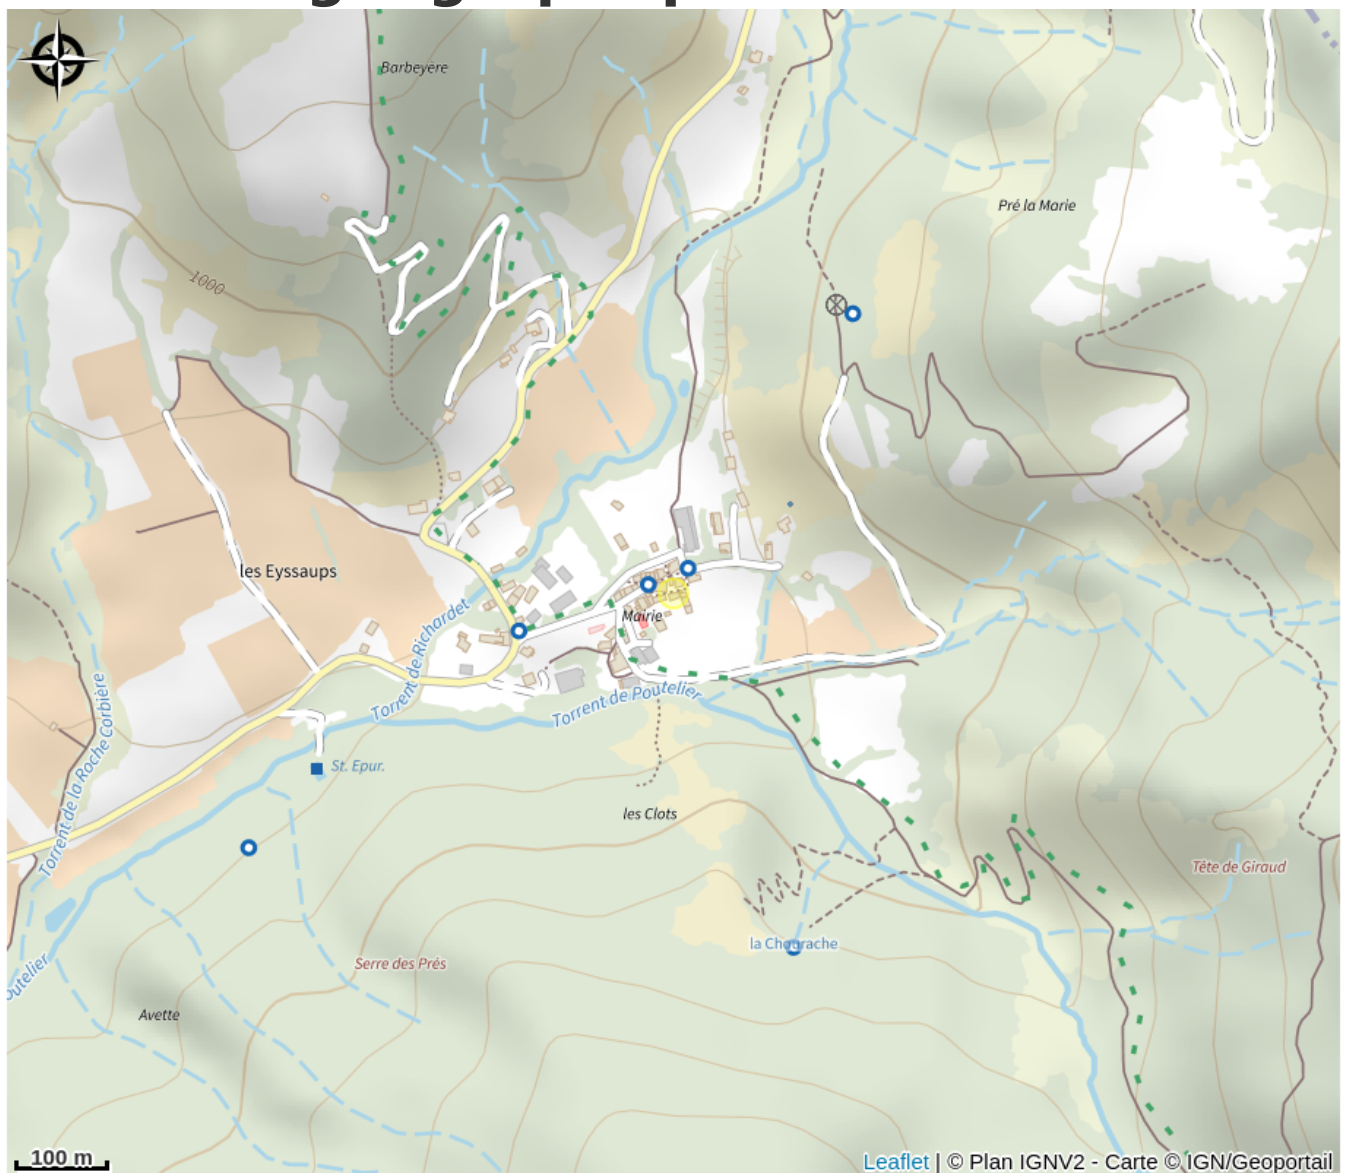 Barbeyère
Pré la Marie
1000
les Eyssaups
Mairie
Torrent de Richardet
Torrent de Poutelier
Torrent de la Roche Corbière
St. Epur.
les Clots
Tête de Giraud
la Chourache
Serre des Prés
outelier
Avette
100 m
Leaflet | © Plan IGNV2 - Carte © IGN/Geoportail